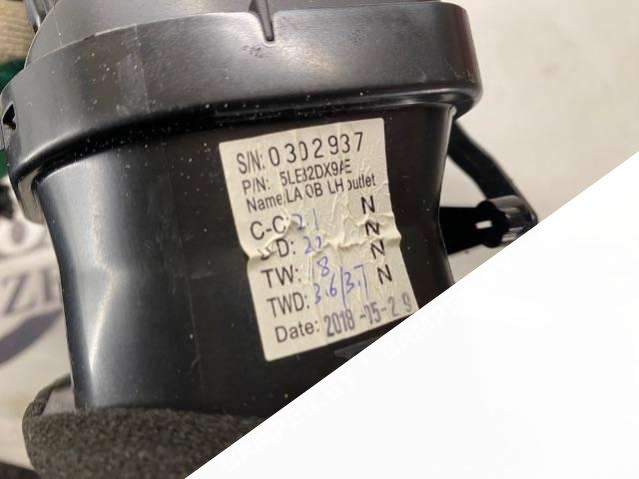 S/N: 0302937
P/N: 5LE82DX9AE
Name: LA OB LH outlet
C-C: 21 N
D: 22 N
TW: 18 N
TWD: 3.6/3.7 N
Date: 2018-05-29